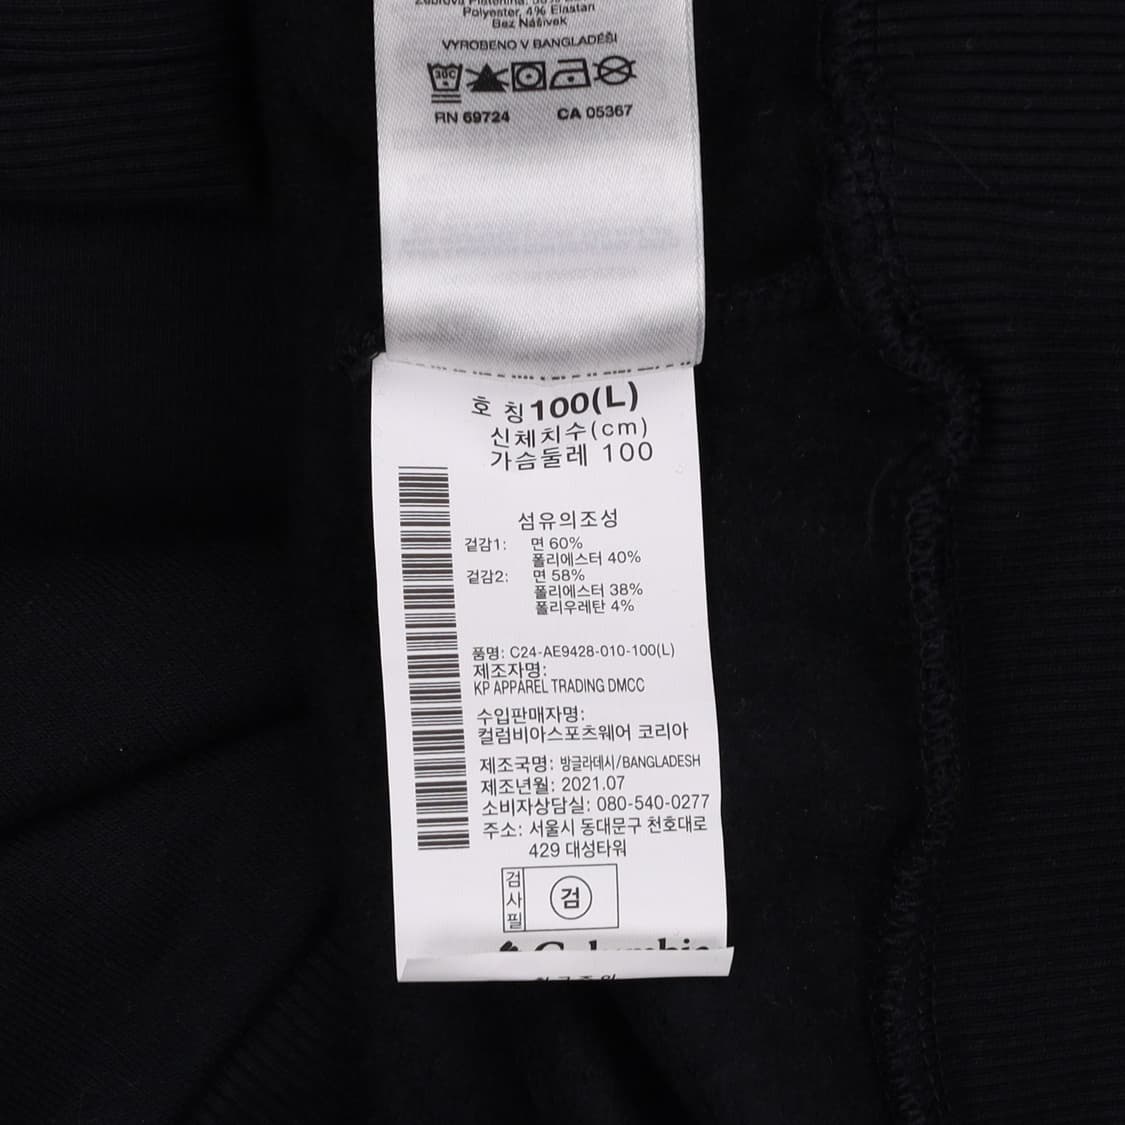 Polyester, 4% Elastan
Bez Nášivek
VYROBENO V BANGLADÉŠI
30C
RN 69724 CA 05367
호 칭 100(L)
신체치수(cm)
가슴둘레 100
섬유의조성
겉감1: 면 60%
폴리에스터 40%
겉감2: 면 58%
폴리에스터 38%
폴리우레탄 4%
품명: C24-AE9428-010-100(L)
제조자명:
KP APPAREL TRADING DMCC
수입판매자명:
컬럼비아스포츠웨어 코리아
제조국명: 방글라데시/BANGLADESH
제조년월: 2021.07
소비자상담실: 080-540-0277
주소: 서울시 동대문구 천호대로
429 대성타워
검사필 검
Columbia